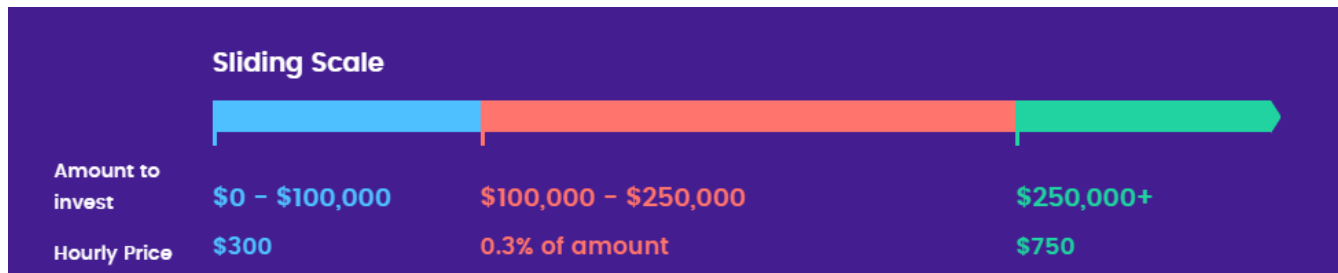 Sliding Scale
Amount to
invest
$0 - $100,000
$100,000 - $250,000
$250,000+
Hourly Price
$300
0.3% of amount
$750